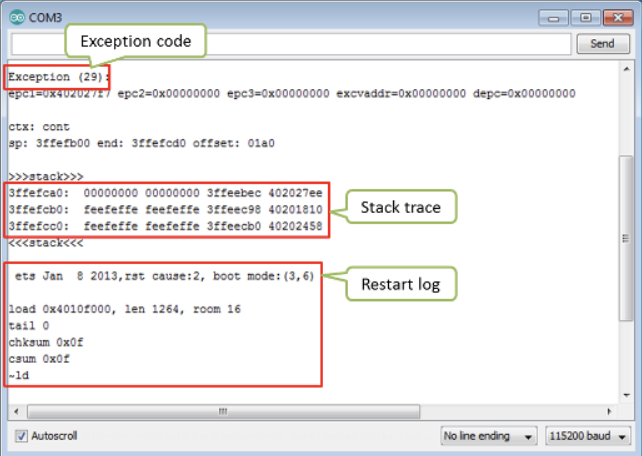 COM3
Send
Exception code
Exception (29):
epc1=0x402027f7 epc2=0x00000000 epc3=0x00000000 excvaddr=0x00000000 depc=0x00000000
ctx: cont
sp: 3ffefb00 end: 3ffefcd0 offset: 01a0
>>>stack>>>
3ffefca0: 00000000 00000000 3ffeebec 402027ee
3ffefcb0: feefeffe feefeffe 3ffeec98 40201810
3ffefcc0: feefeffe feefeffe 3ffeecb0 40202458
<<<stack<<<
Stack trace
ets Jan 8 2013,rst cause:2, boot mode:(3,6)
Restart log
load 0x4010f000, len 1264, room 16
tail 0
chksum 0x0f
csum 0x0f
~ld
Autoscroll
No line ending
115200 baud